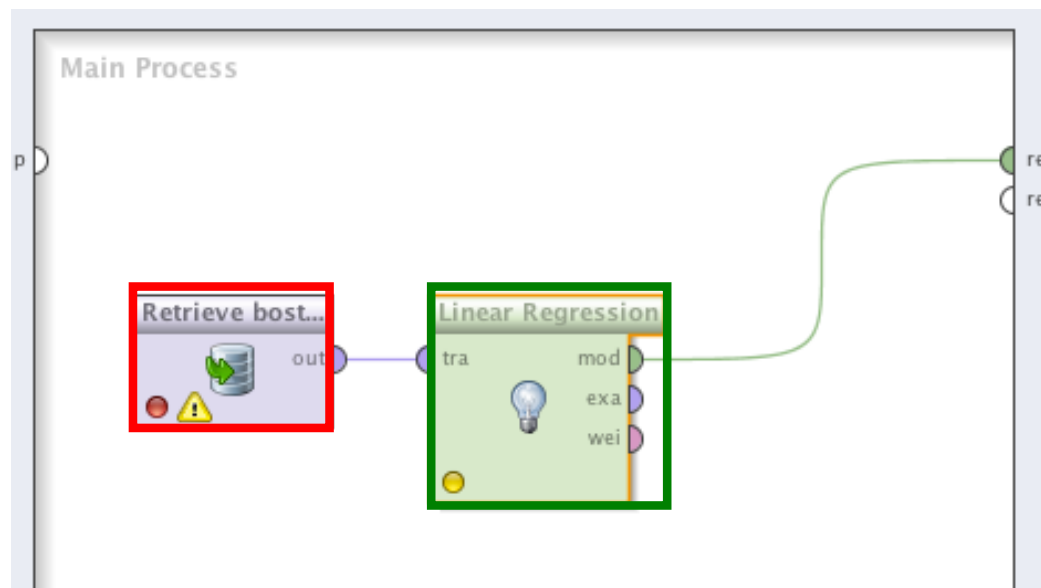 Main Process
p
re
re
Retrieve bost...
out
Linear Regression
tra
mod
exa
wei